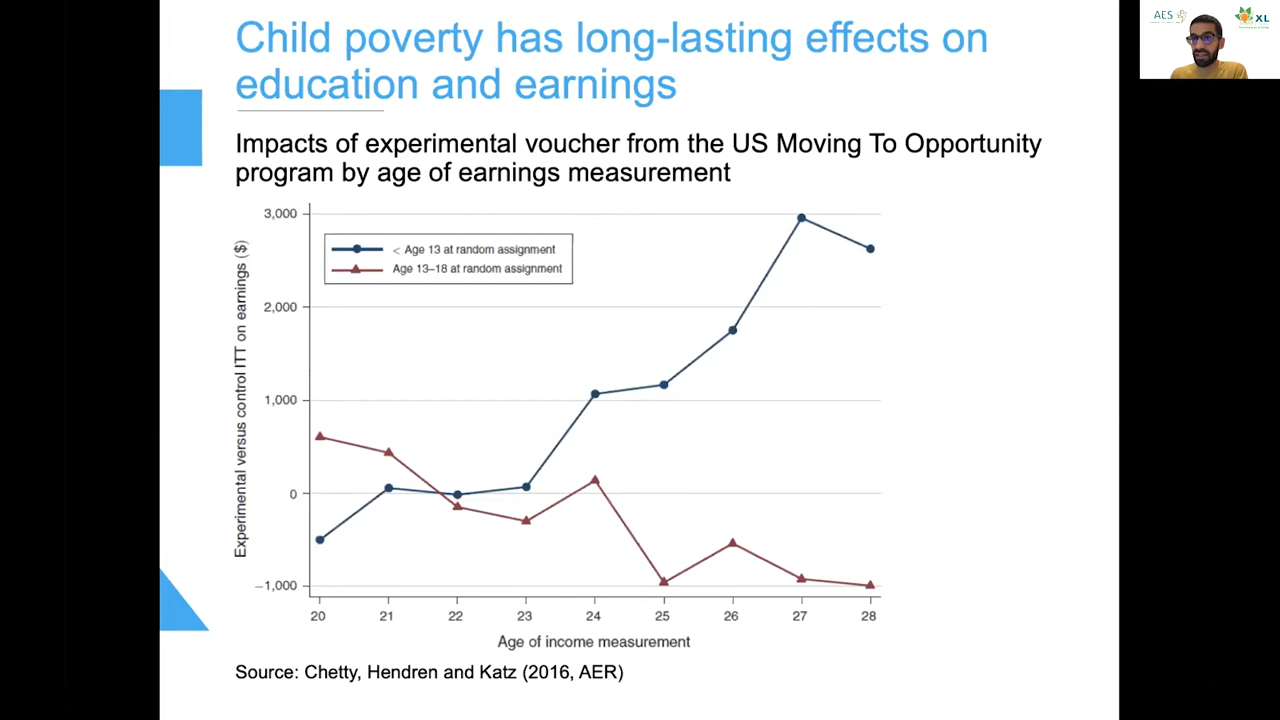 Child poverty has long-lasting effects on
education and earnings
Impacts of experimental voucher from the US Moving To Opportunity
program by age of earnings measurement
Experimental versus control ITT on earnings ($)
3,000
2,000
1,000
0
−1,000
< Age 13 at random assignment
Age 13–18 at random assignment
20 21 22 23 24 25 26 27 28
Age of income measurement
Source: Chetty, Hendren and Katz (2016, AER)
AES
XL